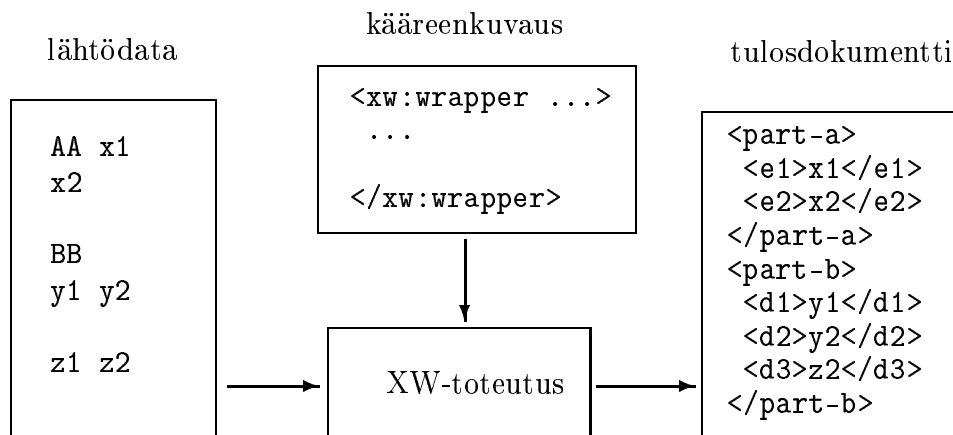 lähtödata
AA x1
x2
BB
y1 y2
z1 z2
kääreenkuvaus
<xw:wrapper ...>
...
</xw:wrapper>
XW-toteutus
tulosdokumentti
<part-a>
<e1>x1</e1>
<e2>x2</e2>
</part-a>
<part-b>
<d1>y1</d1>
<d2>y2</d2>
<d3>z2</d3>
</part-b>